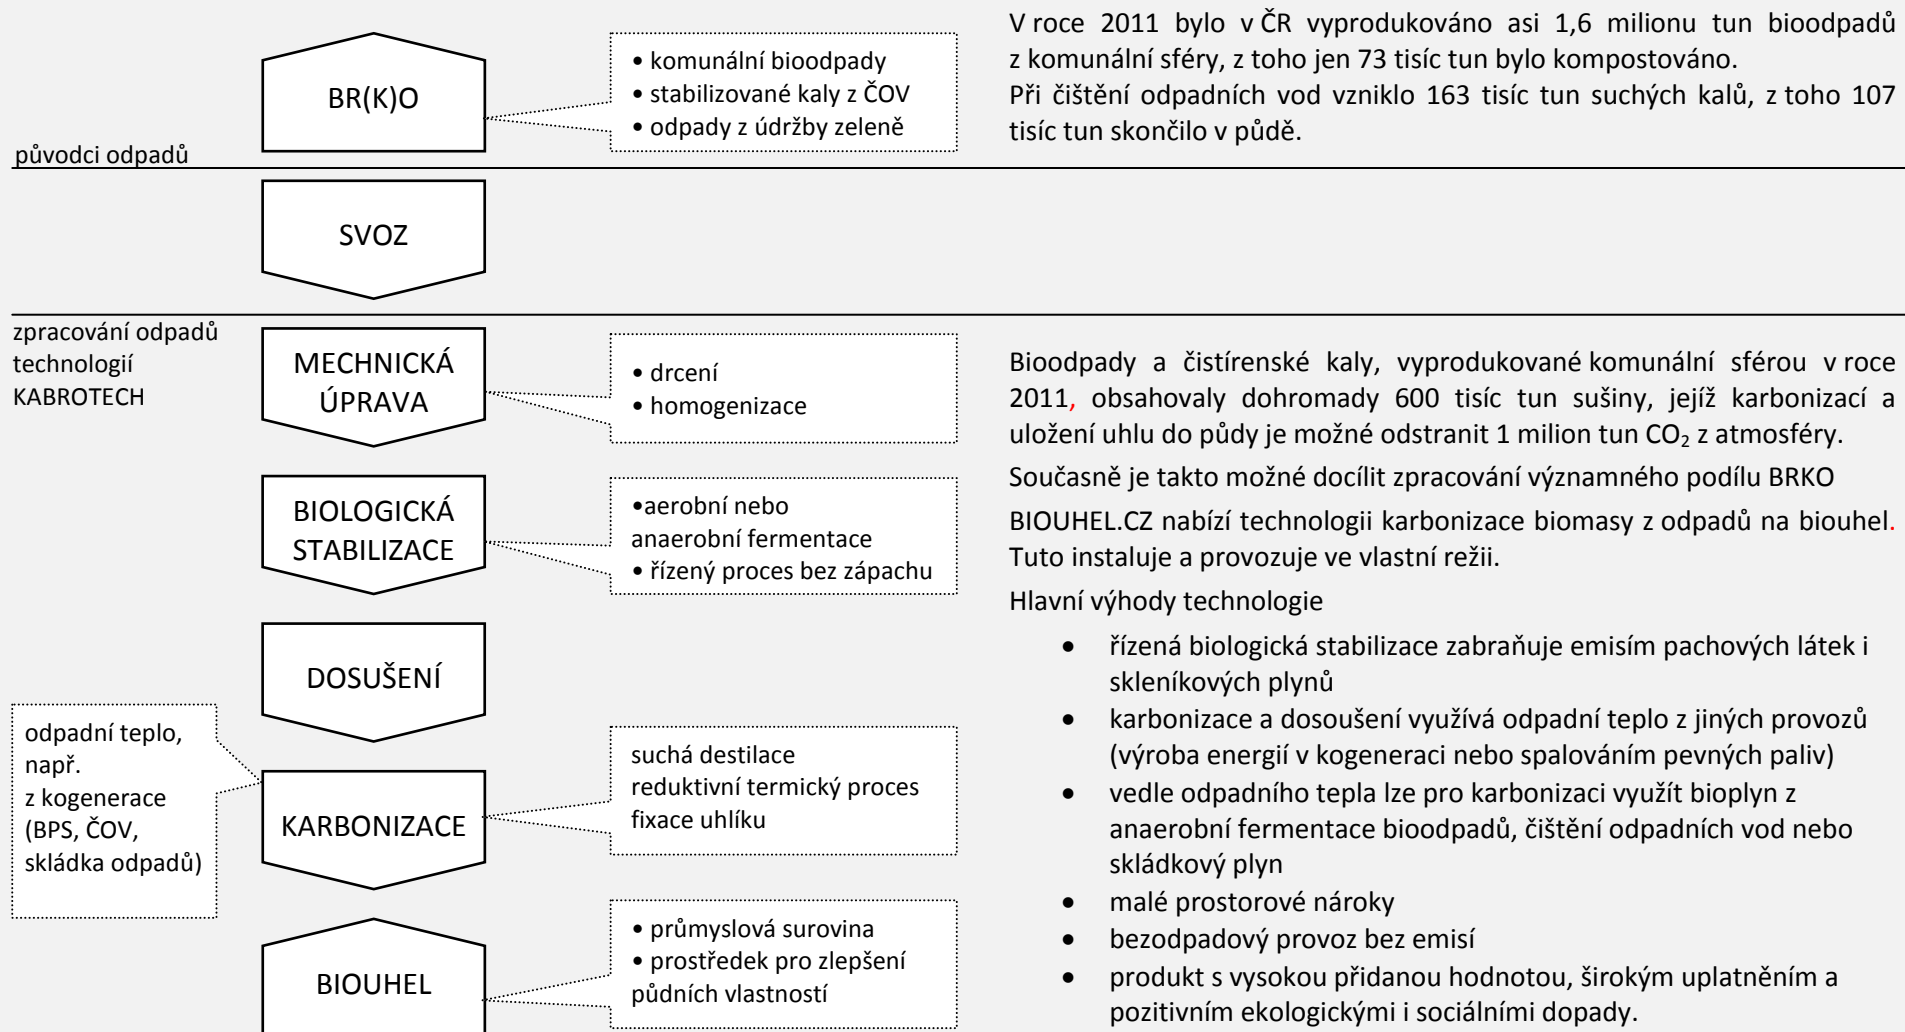 BR(K)O
• komunální bioodpady
• stabilizované kaly z ČOV
• odpady z údržby zeleně
V roce 2011 bylo v ČR vyprodukováno asi 1,6 milionu tun bioodpadů
z komunální sféry, z toho jen 73 tisíc tun bylo kompostováno.
Při čištění odpadních vod vzniklo 163 tisíc tun suchých kalů, z toho 107
tisíc tun skončilo v půdě.
původci odpadů
SVOZ
zpracování odpadů
technologií
KABROTECH
MECHNICKÁ
ÚPRAVA
• drcení
• homogenizace
BIOLOGICKÁ
STABILIZACE
•aerobní nebo
anaerobní fermentace
• řízený proces bez zápachu
DOSUŠENÍ
odpadní teplo,
např.
z kogenerace
(BPS, ČOV,
skládka odpadů)
KARBONIZACE
suchá destilace
reduktivní termický proces
fixace uhlíku
BIOUHEL
• průmyslová surovina
• prostředek pro zlepšení
půdních vlastností
Bioodpady a čistírenské kaly, vyprodukované komunální sférou v roce
2011, obsahovaly dohromady 600 tisíc tun sušiny, jejíž karbonizací a
uložení uhlu do půdy je možné odstranit 1 milion tun CO₂ z atmosféry.
Současně je takto možné docílit zpracování významného podílu BRKO
BIOUHEL.CZ nabízí technologii karbonizace biomasy z odpadů na biouhel.
Tuto instaluje a provozuje ve vlastní režii.
Hlavní výhody technologie
• řízená biologická stabilizace zabraňuje emisím pachových látek i
skleníkových plynů
• karbonizace a dosoušení využívá odpadní teplo z jiných provozů
(výroba energií v kogeneraci nebo spalováním pevných paliv)
• vedle odpadního tepla lze pro karbonizaci využít bioplyn z
anaerobní fermentace bioodpadů, čištění odpadních vod nebo
skládkový plyn
• malé prostorové nároky
• bezodpadový provoz bez emisí
• produkt s vysokou přidanou hodnotou, širokým uplatněním a
pozitivním ekologickými i sociálními dopady.